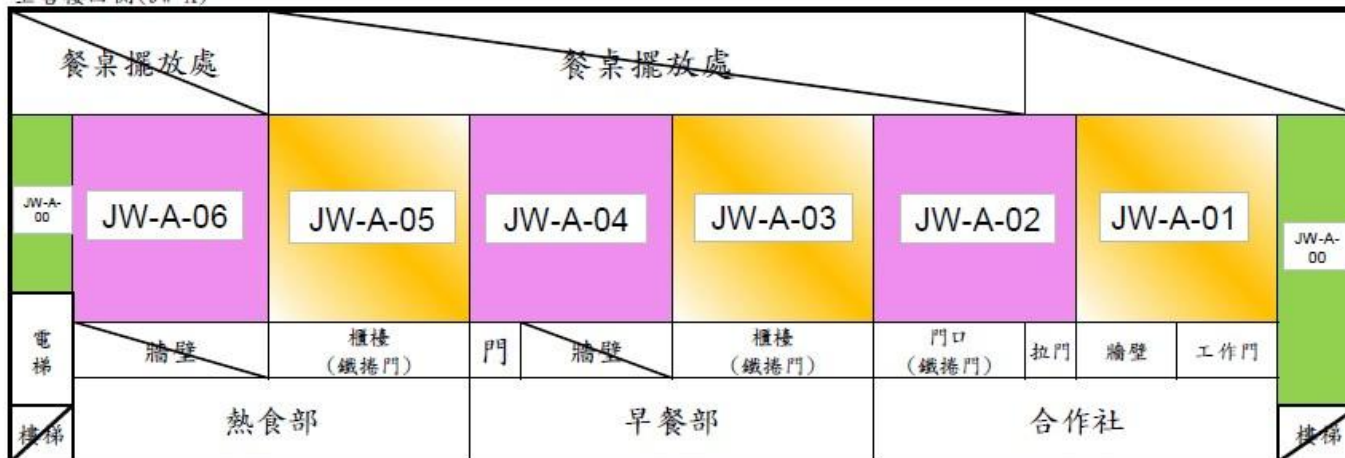 餐桌擺放處
餐桌擺放處
JW-A-
00
JW-A-06
JW-A-05
JW-A-04
JW-A-03
JW-A-02
JW-A-01
JW-A-
00
電
梯
牆壁
櫃檯
(鐵捲門)
門
牆壁
櫃檯
(鐵捲門)
門口
(鐵捲門)
拉門
牆壁
工作門
樓梯
熱食部
早餐部
合作社
樓梯